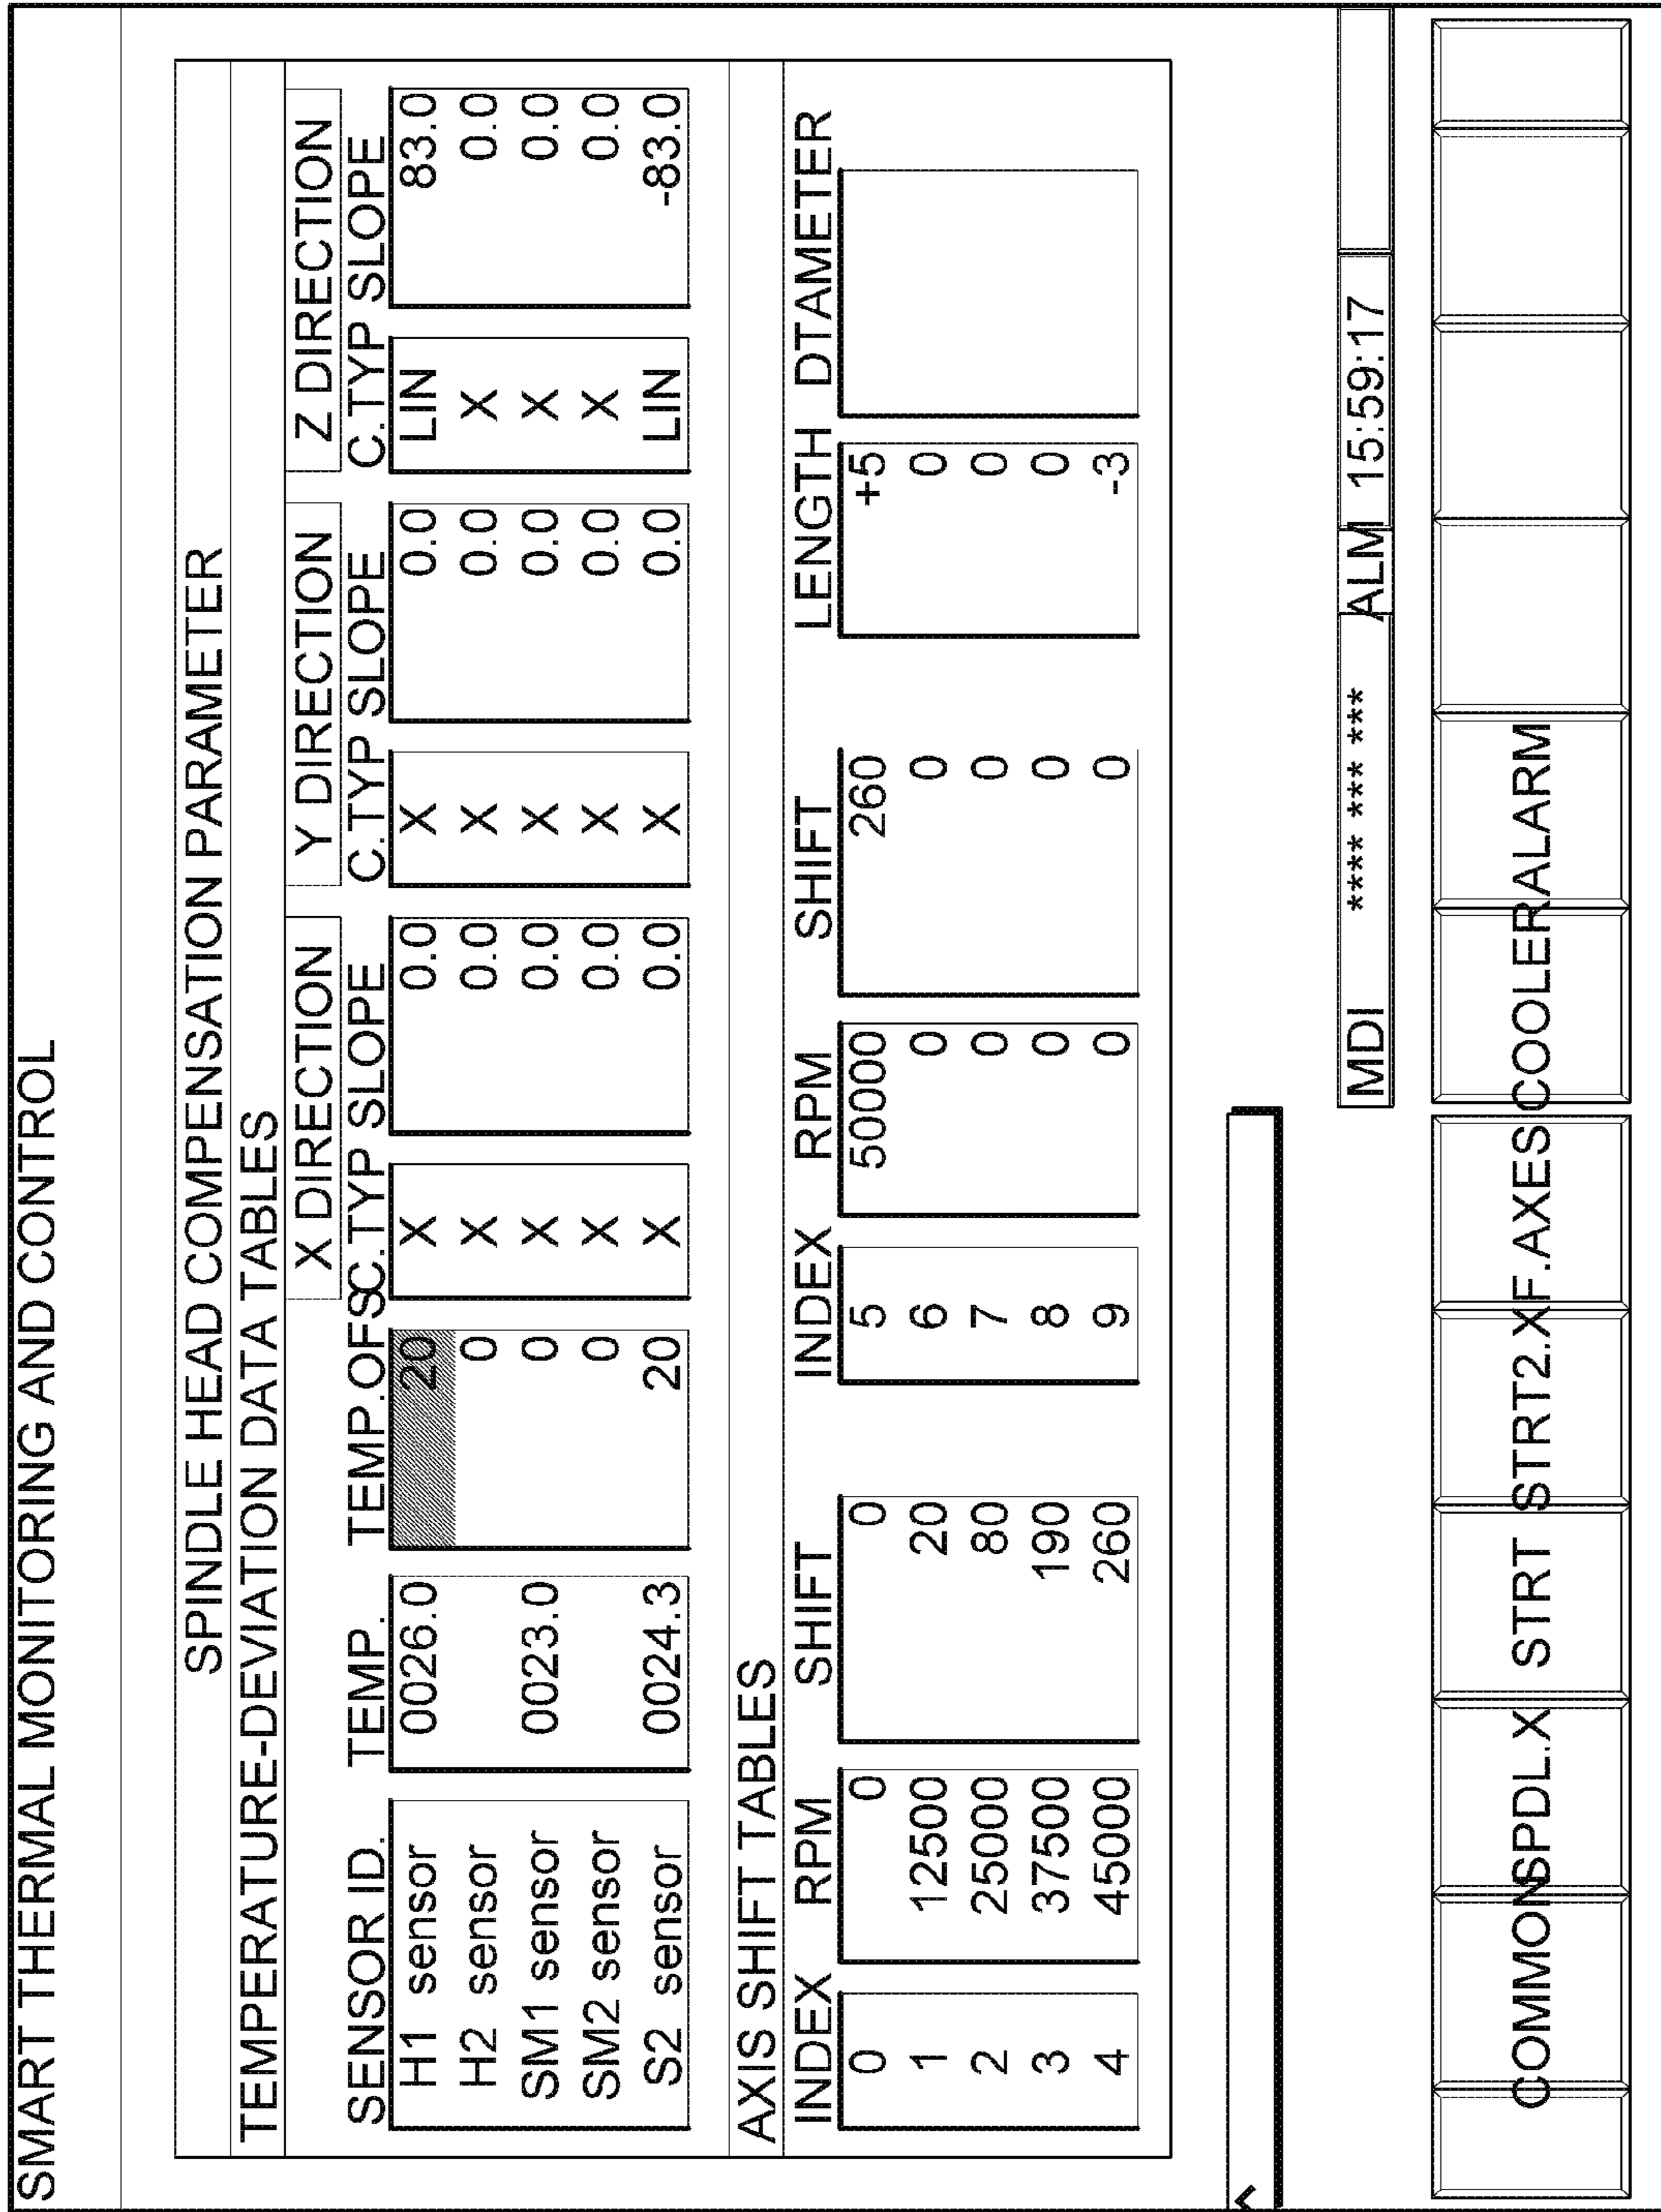 SMART THERMAL MONITORING AND CONTROL
SPINDLE HEAD COMPENSATION PARAMETER
TEMPERATURE-DEVIATION DATA TABLES
X DIRECTION Y DIRECTION Z DIRECTION
SENSOR ID. TEMP. TEMP.OFS C.TYP SLOPE C.TYP SLOPE C.TYP SLOPE
H1 sensor 0026.0 20 X 0.0 X 0.0 LIN 83.0
H2 sensor 0 X 0.0 X 0.0 X 0.0
SM1 sensor 0023.0 0 X 0.0 X 0.0 X 0.0
SM2 sensor 0 X 0.0 X 0.0 X 0.0
S2 sensor 0024.3 20 X 0.0 X 0.0 LIN -83.0
AXIS SHIFT TABLES
INDEX RPM SHIFT INDEX RPM SHIFT LENGTH DTAMETER
0 0 0 5 50000 260 +5
1 12500 20 6 0 0 0
2 25000 80 7 0 0 0
3 37500 190 8 0 0 0
4 45000 260 9 0 0 -3
MDI **** *** *** ALM 15:59:17
COMMON SPDL.X STRT STRT2.X F.AXES COOLER ALARM